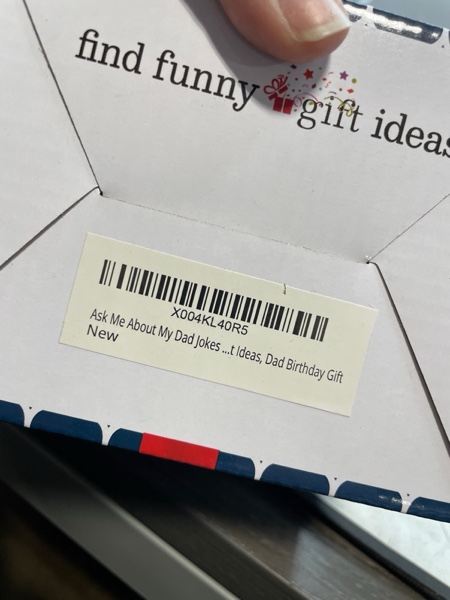 find funny gift ideas
X004KL40R5
Ask Me About My Dad Jokes ...t Ideas, Dad Birthday Gift
New